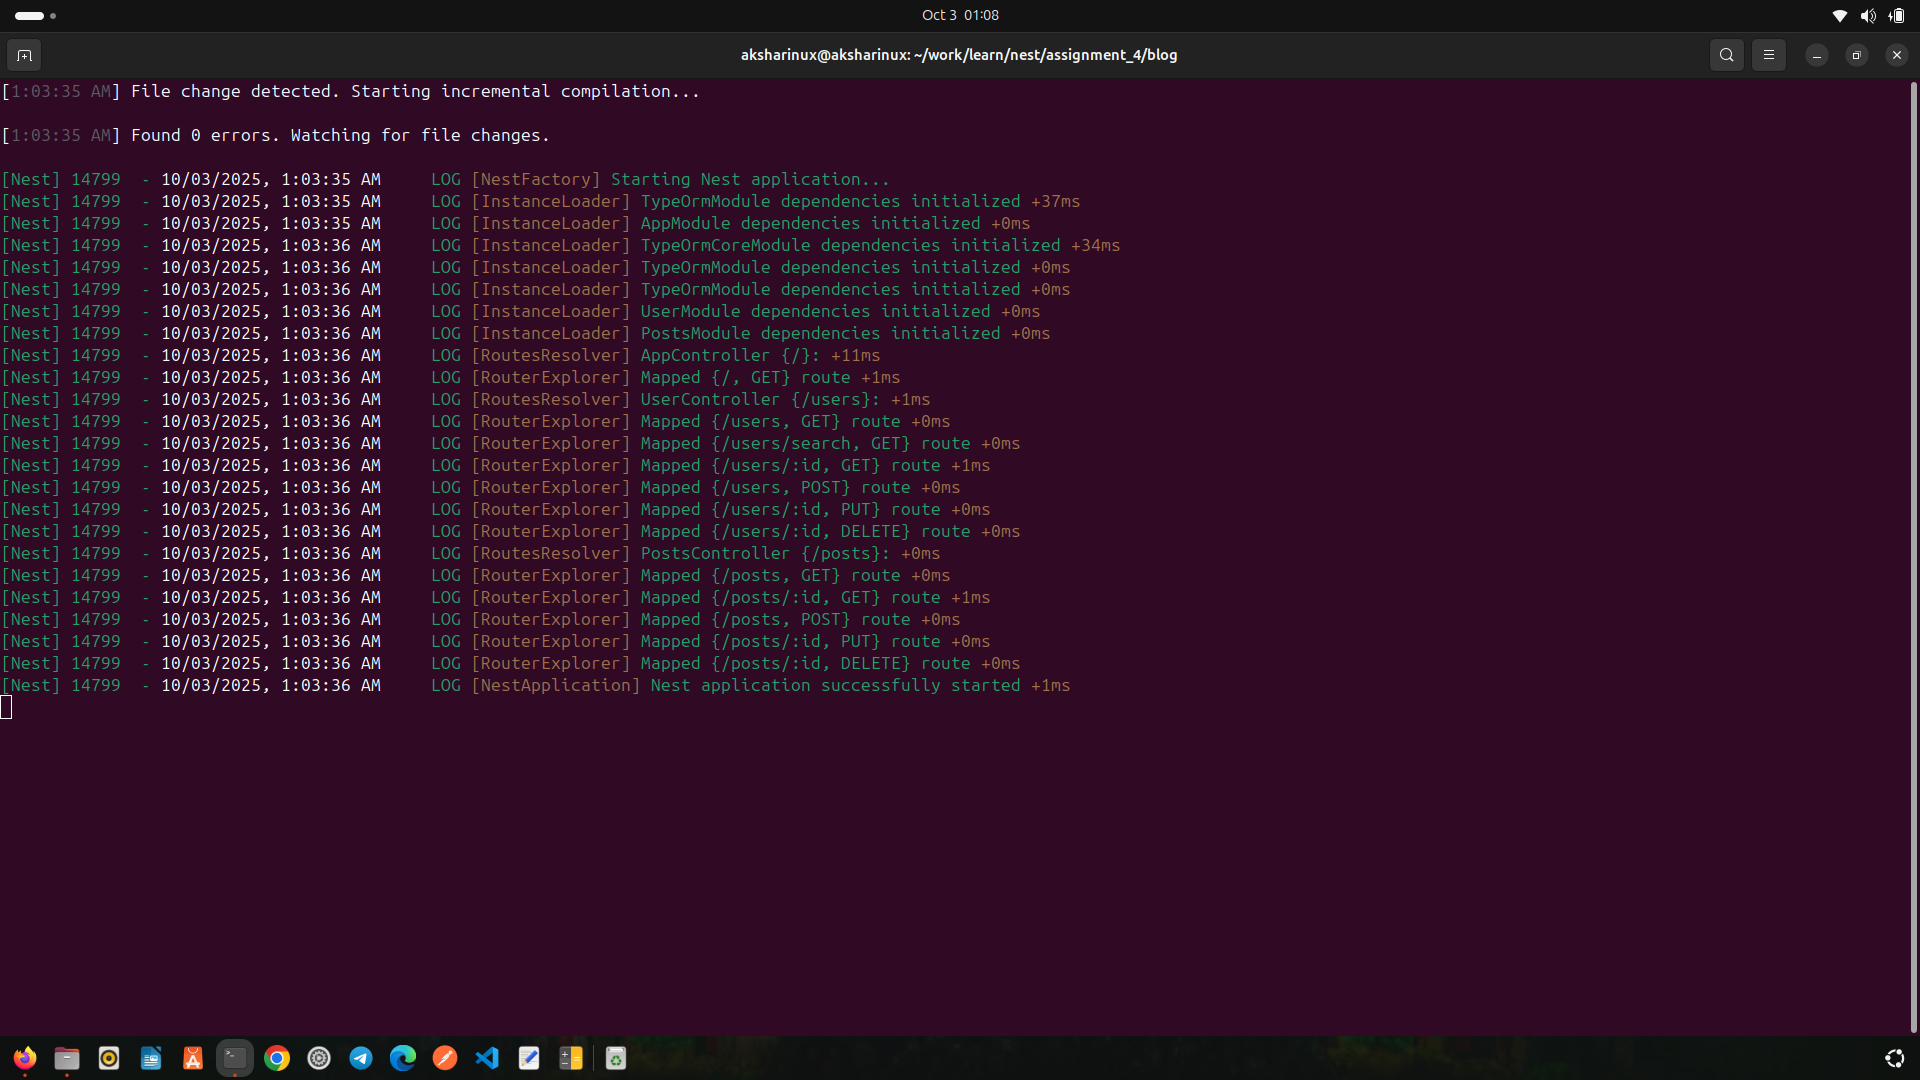 Oct 3 01:08
aksharinux@aksharinux: ~/work/learn/nest/assignment_4/blog
[1:03:35 AM] File change detected. Starting incremental compilation...
[1:03:35 AM] Found 0 errors. Watching for file changes.
[Nest] 14799  - 10/03/2025, 1:03:35 AM     LOG [NestFactory] Starting Nest application...
[Nest] 14799  - 10/03/2025, 1:03:35 AM     LOG [InstanceLoader] TypeOrmModule dependencies initialized +37ms
[Nest] 14799  - 10/03/2025, 1:03:35 AM     LOG [InstanceLoader] AppModule dependencies initialized +0ms
[Nest] 14799  - 10/03/2025, 1:03:36 AM     LOG [InstanceLoader] TypeOrmCoreModule dependencies initialized +34ms
[Nest] 14799  - 10/03/2025, 1:03:36 AM     LOG [InstanceLoader] TypeOrmModule dependencies initialized +0ms
[Nest] 14799  - 10/03/2025, 1:03:36 AM     LOG [InstanceLoader] TypeOrmModule dependencies initialized +0ms
[Nest] 14799  - 10/03/2025, 1:03:36 AM     LOG [InstanceLoader] UserModule dependencies initialized +0ms
[Nest] 14799  - 10/03/2025, 1:03:36 AM     LOG [InstanceLoader] PostsModule dependencies initialized +0ms
[Nest] 14799  - 10/03/2025, 1:03:36 AM     LOG [RoutesResolver] AppController {/}: +11ms
[Nest] 14799  - 10/03/2025, 1:03:36 AM     LOG [RouterExplorer] Mapped {/, GET} route +1ms
[Nest] 14799  - 10/03/2025, 1:03:36 AM     LOG [RoutesResolver] UserController {/users}: +1ms
[Nest] 14799  - 10/03/2025, 1:03:36 AM     LOG [RouterExplorer] Mapped {/users, GET} route +0ms
[Nest] 14799  - 10/03/2025, 1:03:36 AM     LOG [RouterExplorer] Mapped {/users/search, GET} route +0ms
[Nest] 14799  - 10/03/2025, 1:03:36 AM     LOG [RouterExplorer] Mapped {/users/:id, GET} route +1ms
[Nest] 14799  - 10/03/2025, 1:03:36 AM     LOG [RouterExplorer] Mapped {/users, POST} route +0ms
[Nest] 14799  - 10/03/2025, 1:03:36 AM     LOG [RouterExplorer] Mapped {/users/:id, PUT} route +0ms
[Nest] 14799  - 10/03/2025, 1:03:36 AM     LOG [RouterExplorer] Mapped {/users/:id, DELETE} route +0ms
[Nest] 14799  - 10/03/2025, 1:03:36 AM     LOG [RoutesResolver] PostsController {/posts}: +0ms
[Nest] 14799  - 10/03/2025, 1:03:36 AM     LOG [RouterExplorer] Mapped {/posts, GET} route +0ms
[Nest] 14799  - 10/03/2025, 1:03:36 AM     LOG [RouterExplorer] Mapped {/posts/:id, GET} route +1ms
[Nest] 14799  - 10/03/2025, 1:03:36 AM     LOG [RouterExplorer] Mapped {/posts, POST} route +0ms
[Nest] 14799  - 10/03/2025, 1:03:36 AM     LOG [RouterExplorer] Mapped {/posts/:id, PUT} route +0ms
[Nest] 14799  - 10/03/2025, 1:03:36 AM     LOG [RouterExplorer] Mapped {/posts/:id, DELETE} route +0ms
[Nest] 14799  - 10/03/2025, 1:03:36 AM     LOG [NestApplication] Nest application successfully started +1ms